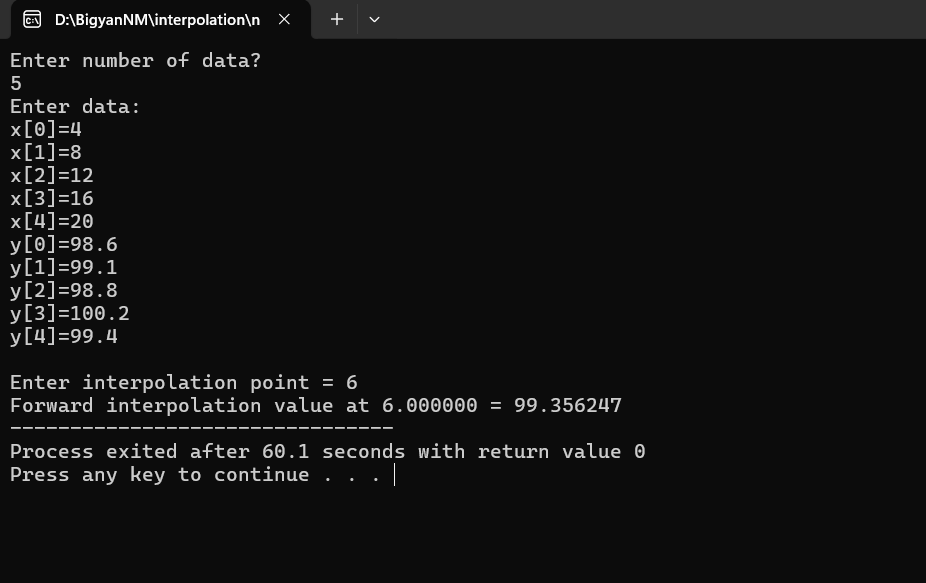 D:\BigyanNM\interpolation\n
Enter number of data?
5
Enter data:
x[0]=4
x[1]=8
x[2]=12
x[3]=16
x[4]=20
y[0]=98.6
y[1]=99.1
y[2]=98.8
y[3]=100.2
y[4]=99.4
Enter interpolation point = 6
Forward interpolation value at 6.000000 = 99.356247
--------------------------------
Process exited after 60.1 seconds with return value 0
Press any key to continue . . .